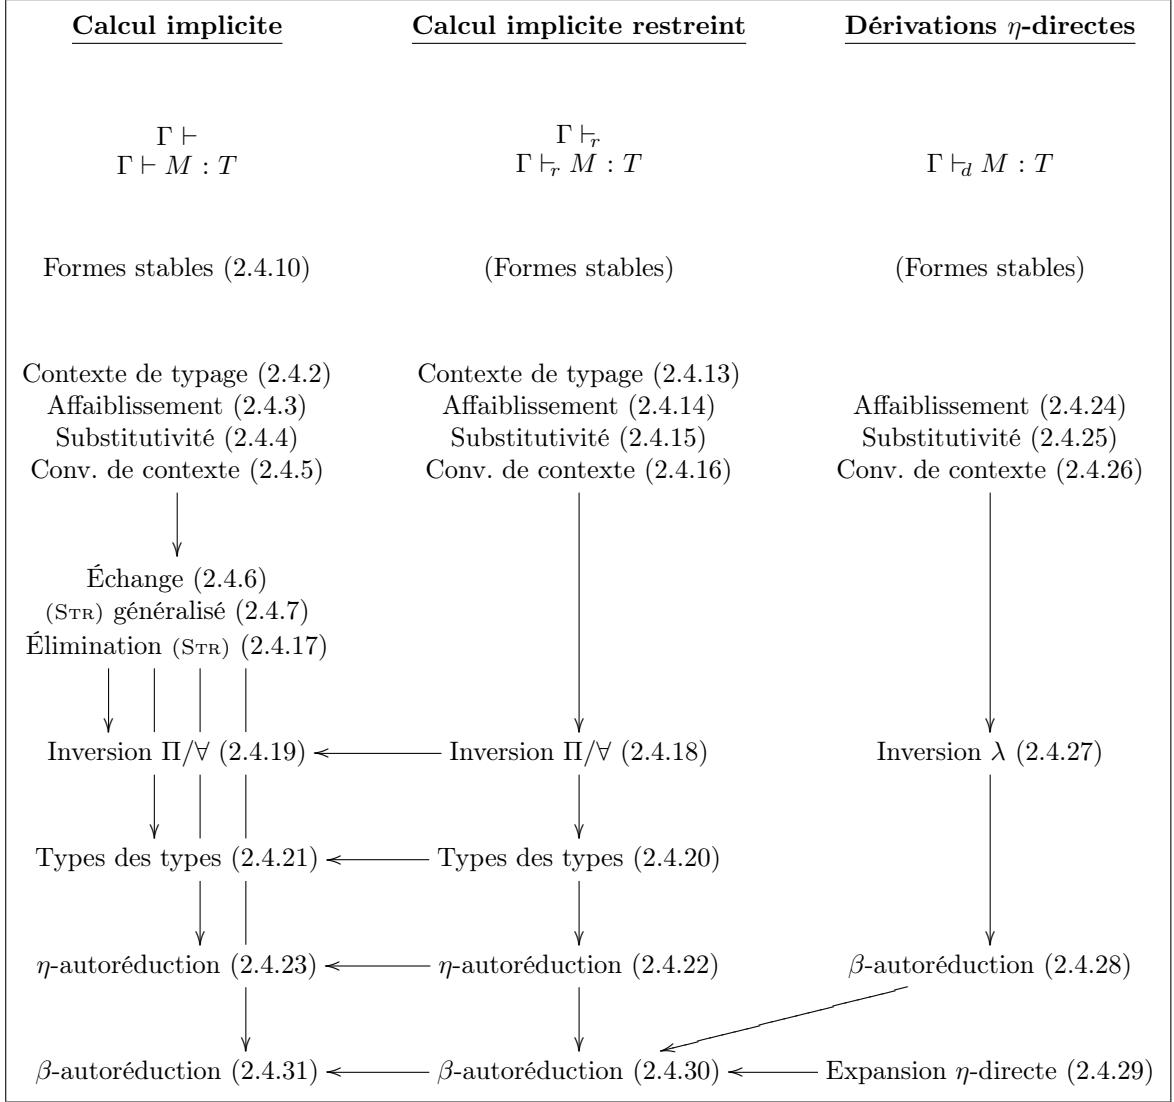 Calcul implicite Calcul implicite restreint Dérivations η-directes
Γ ⊢ Γ ⊢r
Γ ⊢ M : T Γ ⊢r M : T Γ ⊢d M : T
Formes stables (2.4.10) (Formes stables) (Formes stables)
Contexte de typage (2.4.2) Contexte de typage (2.4.13)
Affaiblissement (2.4.3) Affaiblissement (2.4.14) Affaiblissement (2.4.24)
Substitutivité (2.4.4) Substitutivité (2.4.15) Substitutivité (2.4.25)
Conv. de contexte (2.4.5) Conv. de contexte (2.4.16) Conv. de contexte (2.4.26)
Échange (2.4.6)
(STR) généralisé (2.4.7)
Élimination (STR) (2.4.17)
Inversion Π/∀ (2.4.19) Inversion Π/∀ (2.4.18) Inversion λ (2.4.27)
Types des types (2.4.21) Types des types (2.4.20)
η-autoréduction (2.4.23) η-autoréduction (2.4.22) β-autoréduction (2.4.28)
β-autoréduction (2.4.31) β-autoréduction (2.4.30) Expansion η-directe (2.4.29)